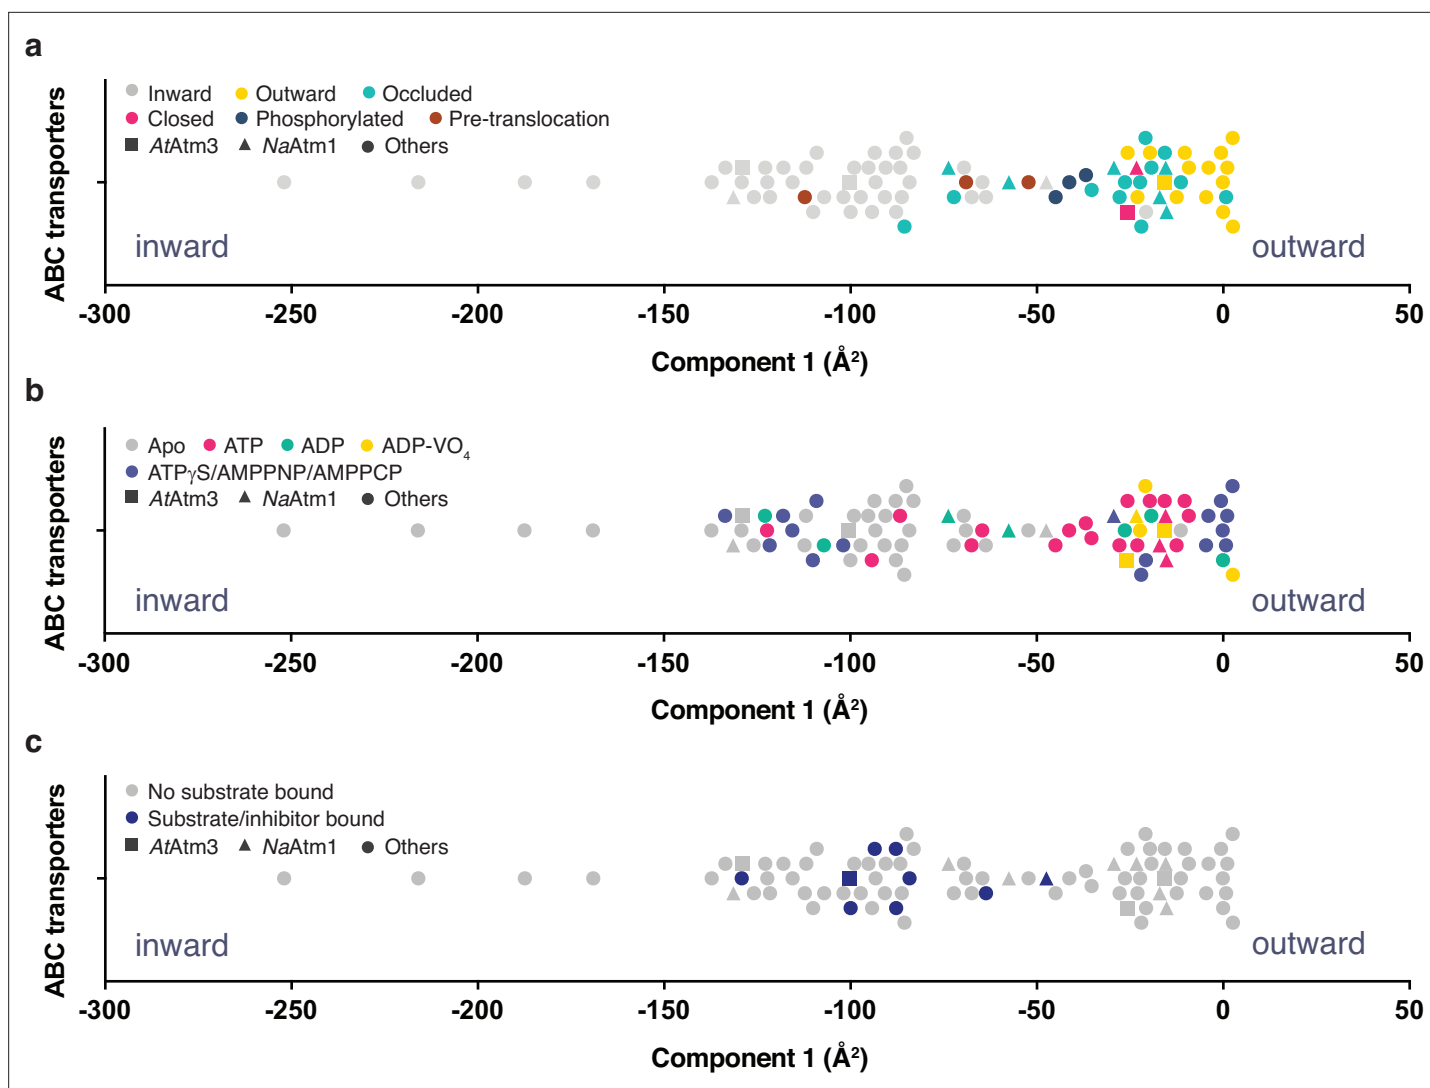 a
ABC transporters
Inward Outward Occluded
Closed Phosphorylated Pre-translocation
AtAtm3 NaAtm1 Others
inward outward
-300 -250 -200 -150 -100 -50 0 50
Component 1 (Å²)
b
ABC transporters
Apo ATP ADP ADP-VO₄
ATPγS/AMPPNP/AMPPCP
AtAtm3 NaAtm1 Others
inward outward
-300 -250 -200 -150 -100 -50 0 50
Component 1 (Å²)
c
ABC transporters
No substrate bound
Substrate/inhibitor bound
AtAtm3 NaAtm1 Others
inward outward
-300 -250 -200 -150 -100 -50 0 50
Component 1 (Å²)